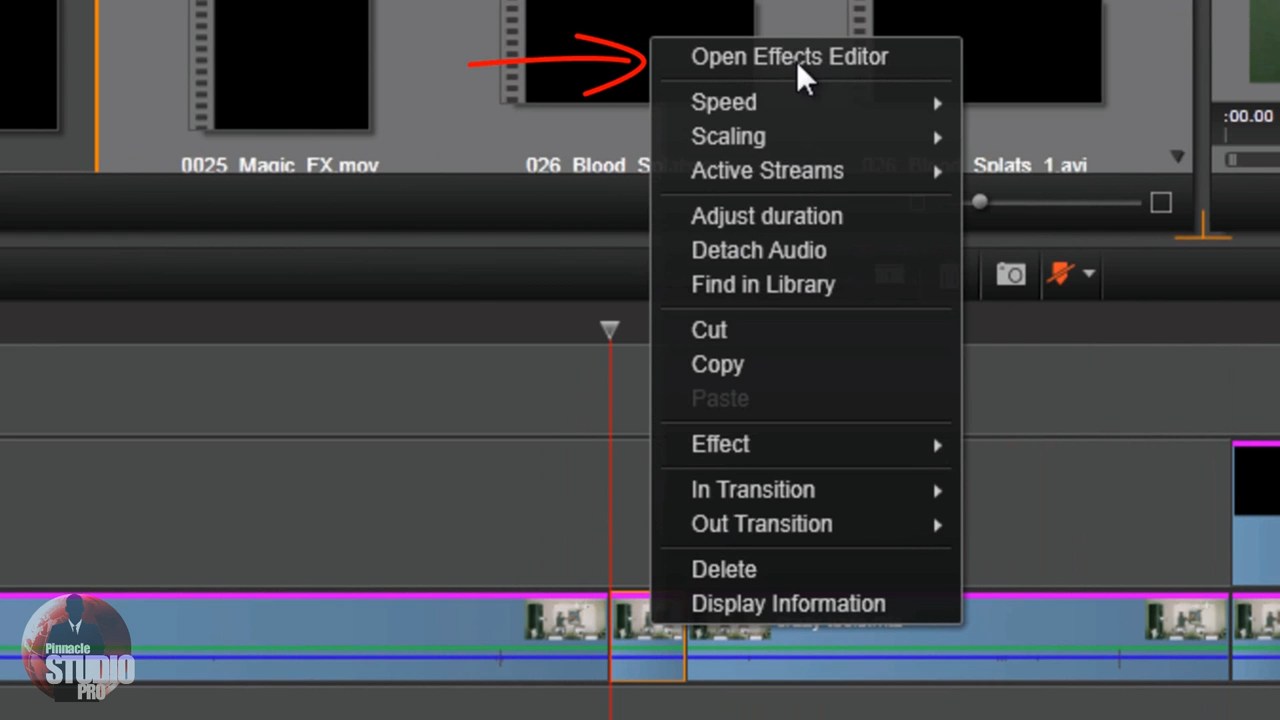 Open Effects Editor
Speed
Scaling
Active Streams
Adjust duration
Detach Audio
Find in Library
Cut
Copy
Paste
Effect
In Transition
Out Transition
Delete
Display Information
0025_Magic_FX.mov
026_Blood
Splats_1.avi
:00.00
Pinnacle
STUDIO
PRO